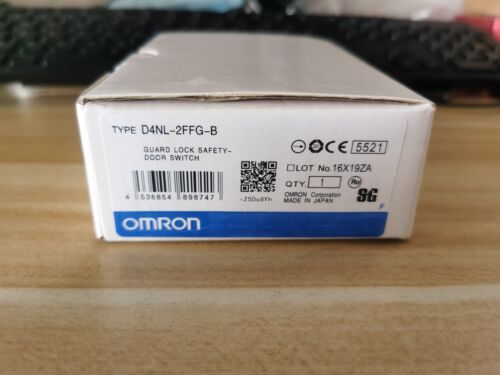 TYPE D4NL-2FFG-B
GUARD LOCK SAFETY-
DOOR SWITCH
CE 5521
LOT No. 16X19ZA
QTY. 1 Ro
OMRON Corporation
MADE IN JAPAN
SG
4 536854 898747
F
OMRON